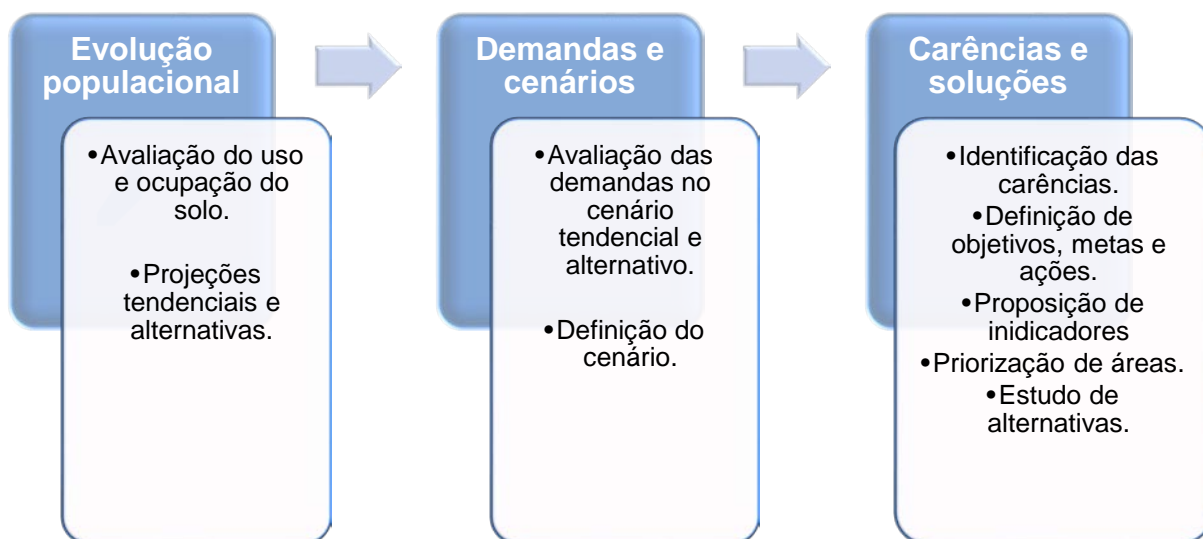 Evolução
populacional
•Avaliação do uso
e ocupação do
solo.
•Projeções
tendenciais e
alternativas.
Demandas e
cenários
•Avaliação das
demandas no
cenário
tendencial e
alternativo.
•Definição do
cenário.
Carências e
soluções
•Identificação das
carências.
•Definição de
objetivos, metas e
ações.
•Proposição de
inidicadores
•Priorização de áreas.
•Estudo de
alternativas.